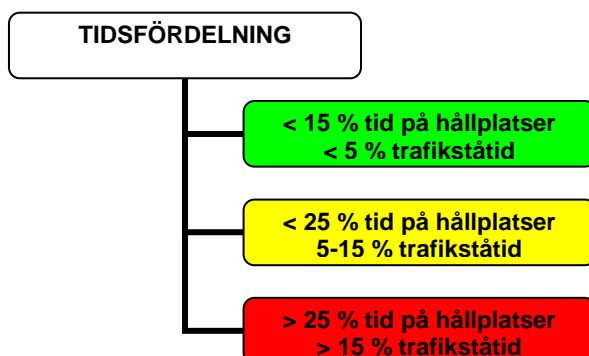 TIDSFÖRDELNING
< 15 % tid på hållplatser
< 5 % trafikståtid
< 25 % tid på hållplatser
5-15 % trafikståtid
> 25 % tid på hållplatser
> 15 % trafikståtid